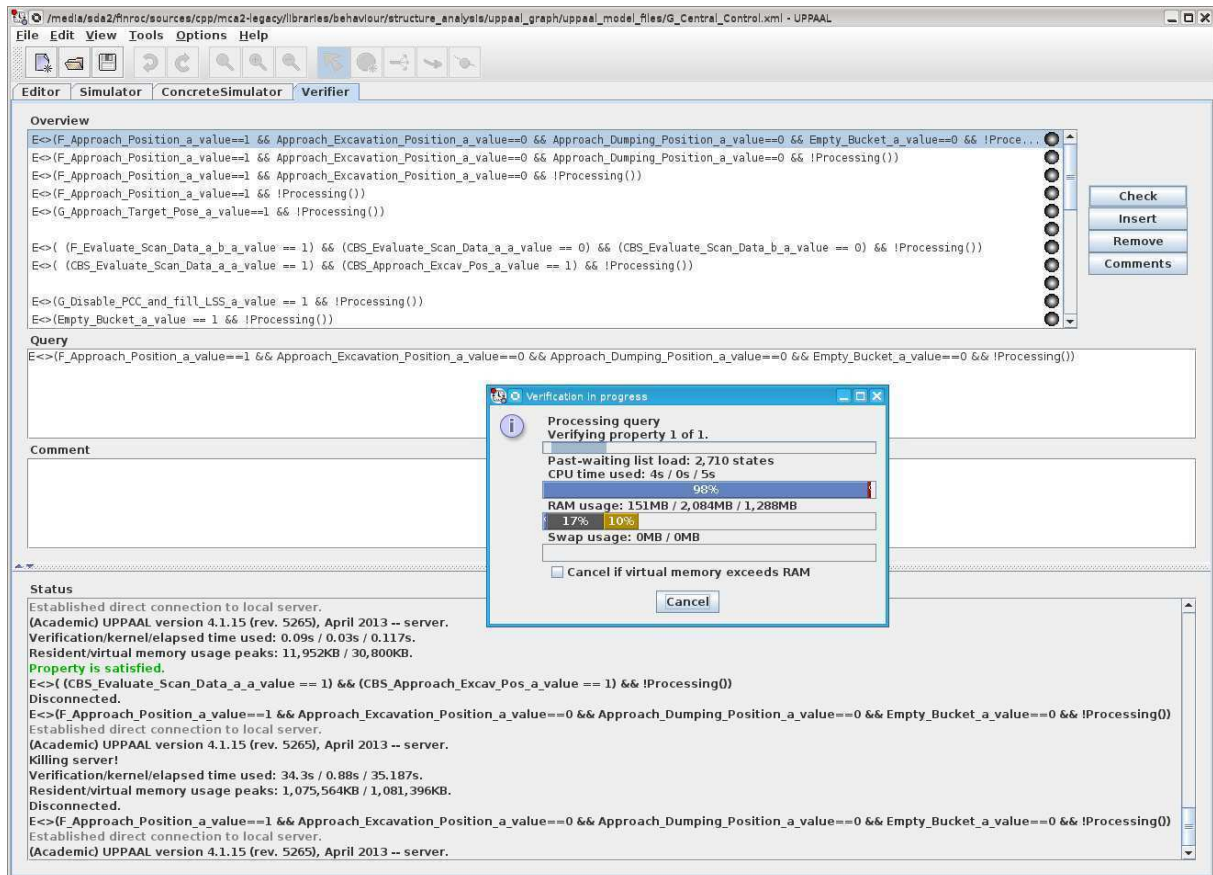 /media/sda2/finroc/sources/cpp/mca2-legacy/libraries/behaviour/structure_analysis/uppaal_graph/uppaal_model_files/G_Central_Control.xml - UPPAAL
File Edit View Tools Options Help
Editor Simulator ConcreteSimulator Verifier
Overview
E<>(F_Approach_Position_a_value==1 && Approach_Excavation_Position_a_value==0 && Approach_Dumping_Position_a_value==0 && Empty_Bucket_a_value==0 && !Proce...
E<>(F_Approach_Position_a_value==1 && Approach_Excavation_Position_a_value==0 && Approach_Dumping_Position_a_value==0 && !Processing())
E<>(F_Approach_Position_a_value==1 && Approach_Excavation_Position_a_value==0 && !Processing())
E<>(F_Approach_Position_a_value==1 && !Processing())
E<>(G_Approach_Target_Pose_a_value==1 && !Processing())
E<>( (F_Evaluate_Scan_Data_a_b_a_value == 1) && (CBS_Evaluate_Scan_Data_a_a_value == 0) && (CBS_Evaluate_Scan_Data_b_a_value == 0) && !Processing())
E<>( (CBS_Evaluate_Scan_Data_a_a_value == 1) && (CBS_Approach_Excav_Pos_a_value == 1) && !Processing())
E<>(G_Disable_PCC_and_fill_LSS_a_value == 1 && !Processing())
E<>(Empty_Bucket_a_value == 1 && !Processing())
Check
Insert
Remove
Comments
Query
E<>(F_Approach_Position_a_value==1 && Approach_Excavation_Position_a_value==0 && Approach_Dumping_Position_a_value==0 && Empty_Bucket_a_value==0 && !Processing())
Comment
Verification in progress
Processing query
Verifying property 1 of 1.
Past-waiting list load: 2,710 states
CPU time used: 4s / 0s / 5s
98%
RAM usage: 151MB / 2,084MB / 1,288MB
17% 10%
Swap usage: 0MB / 0MB
Cancel if virtual memory exceeds RAM
Cancel
Status
Established direct connection to local server.
(Academic) UPPAAL version 4.1.15 (rev. 5265), April 2013 -- server.
Verification/kernel/elapsed time used: 0.09s / 0.03s / 0.117s.
Resident/virtual memory usage peaks: 11,952KB / 30,800KB.
Property is satisfied.
E<>( (CBS_Evaluate_Scan_Data_a_a_value == 1) && (CBS_Approach_Excav_Pos_a_value == 1) && !Processing())
Disconnected.
E<>(F_Approach_Position_a_value==1 && Approach_Excavation_Position_a_value==0 && Approach_Dumping_Position_a_value==0 && Empty_Bucket_a_value==0 && !Processing())
Established direct connection to local server.
(Academic) UPPAAL version 4.1.15 (rev. 5265), April 2013 -- server.
Killing server!
Verification/kernel/elapsed time used: 34.3s / 0.88s / 35.187s.
Resident/virtual memory usage peaks: 1,075,564KB / 1,081,396KB.
Disconnected.
E<>(F_Approach_Position_a_value==1 && Approach_Excavation_Position_a_value==0 && Approach_Dumping_Position_a_value==0 && Empty_Bucket_a_value==0 && !Processing())
Established direct connection to local server.
(Academic) UPPAAL version 4.1.15 (rev. 5265), April 2013 -- server.